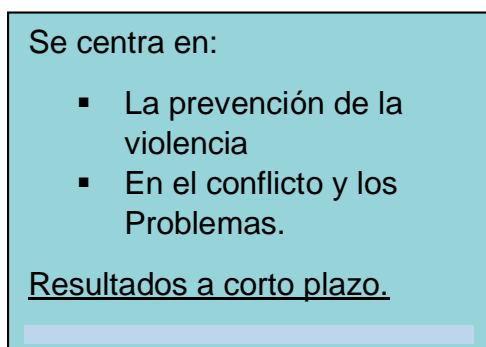 Se centra en:
▪ La prevención de la
violencia
▪ En el conflicto y los
Problemas.
Resultados a corto plazo.